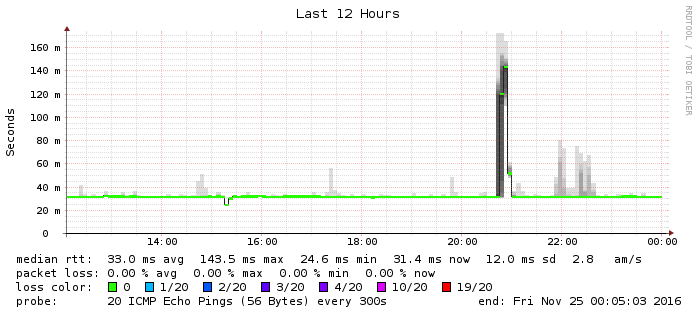 Last 12 Hours
RRDTOOL / TOBI OETIKER
Seconds
160 m
140 m
120 m
100 m
80 m
60 m
40 m
20 m
0
14:00 16:00 18:00 20:00 22:00 00:00
median rtt: 33.0 ms avg 143.5 ms max 24.6 ms min 31.4 ms now 12.0 ms sd 2.8 am/s
packet loss: 0.00 % avg 0.00 % max 0.00 % min 0.00 % now
loss color: 0 1/20 2/20 3/20 4/20 10/20 19/20
probe: 20 ICMP Echo Pings (56 Bytes) every 300s end: Fri Nov 25 00:05:03 2016